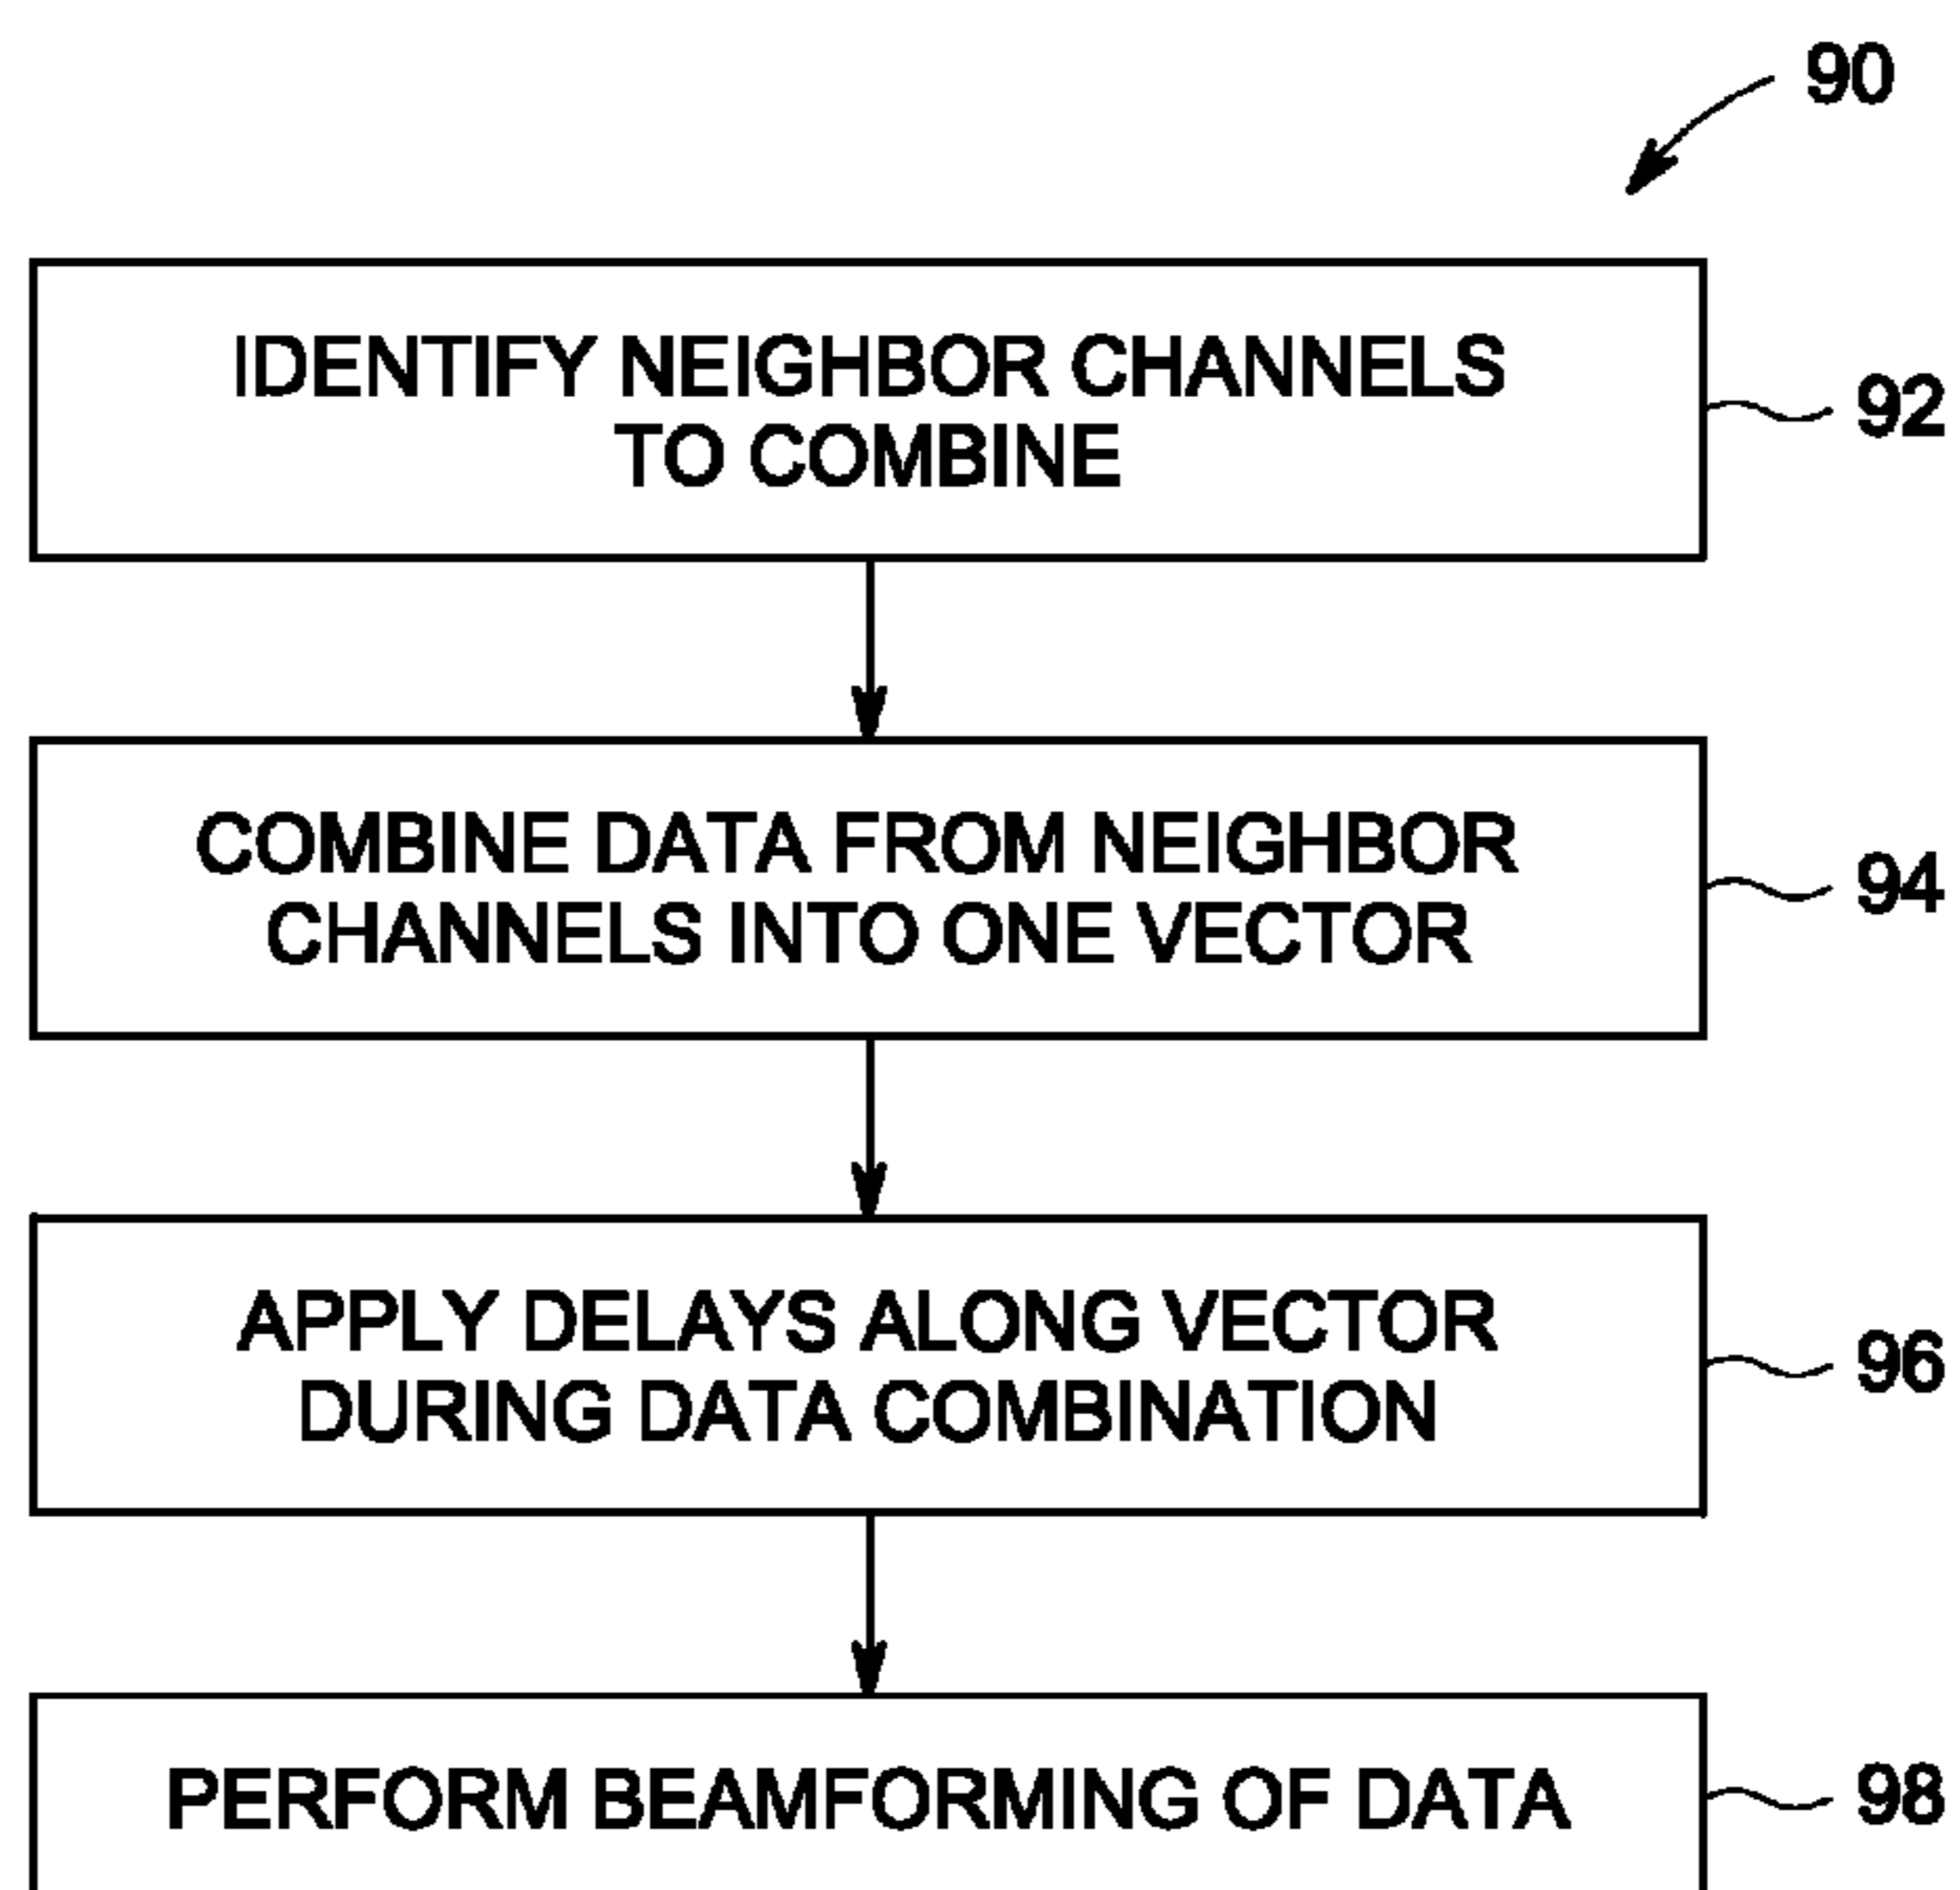 90
IDENTIFY NEIGHBOR CHANNELS
TO COMBINE
92
COMBINE DATA FROM NEIGHBOR
CHANNELS INTO ONE VECTOR
94
APPLY DELAYS ALONG VECTOR
DURING DATA COMBINATION
96
PERFORM BEAMFORMING OF DATA
98